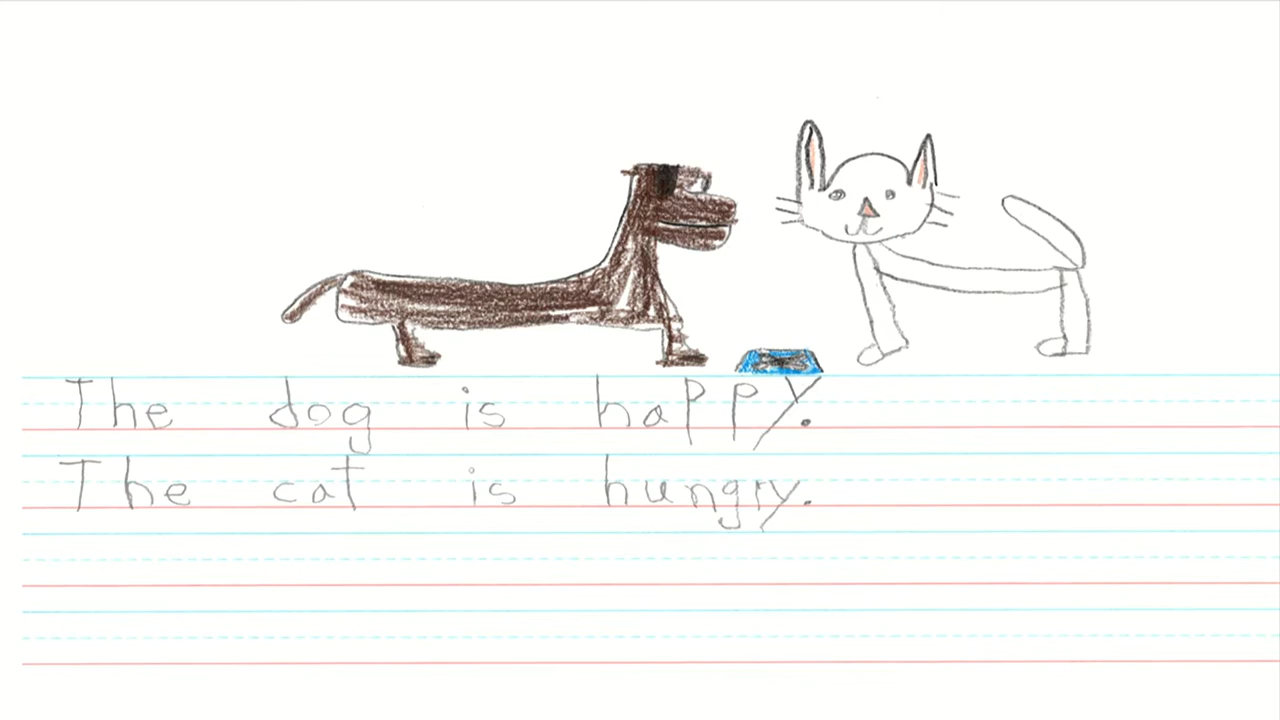 The dog is happy.
The cat is hungry.